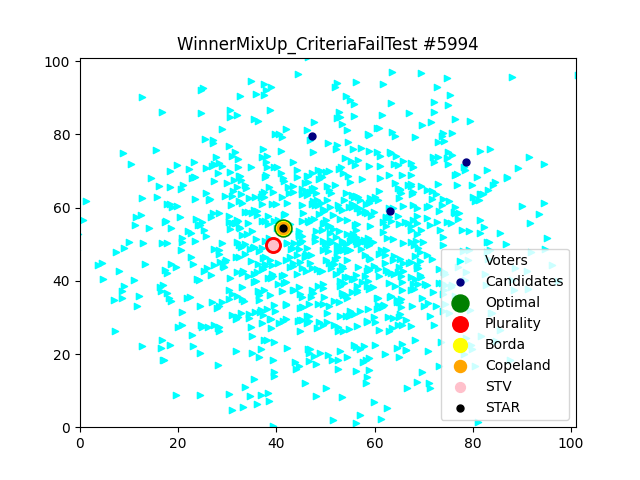 WinnerMixUp_CriteriaFailTest #5994
100
80
60
40
20
0
0 20 40 60 80 100
Voters
Candidates
Optimal
Plurality
Borda
Copeland
STV
STAR